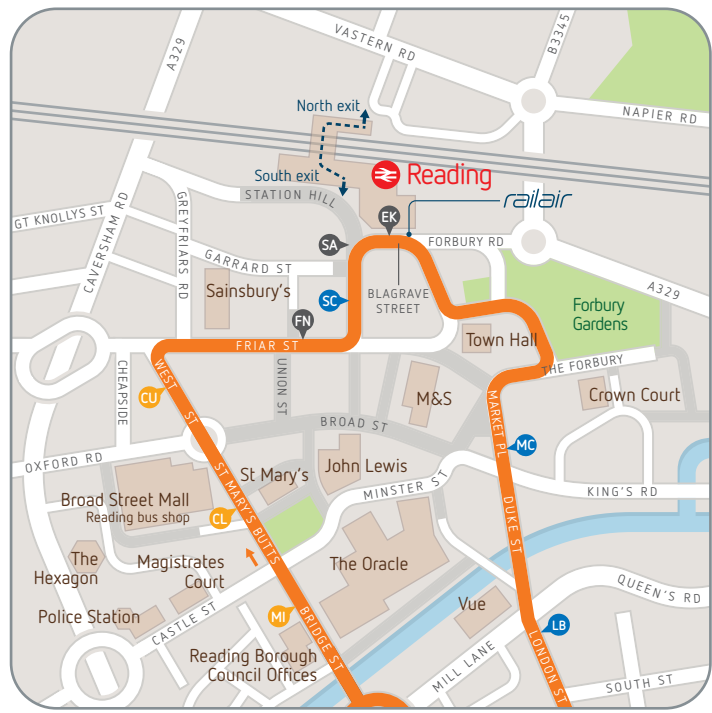 VASTERN RD
B3345
A329
NAPIER RD
North exit
South exit
Reading
railair
STATION HILL
EK
GT KNOLLYS ST
GREYFRIARS RD
CAVERSHAM RD
SA
FORBURY RD
GARRARD ST
A329
Sainsbury's
SC
BLAGRAVE
STREET
Forbury
Gardens
FN
FRIAR ST
Town Hall
THE FORBURY
CHEAPSIDE
WEST ST
UNION ST
CU
M&S
MARKET PL
Crown Court
BROAD ST
MC
OXFORD RD
St Mary's
John Lewis
ST MARY'S BUTTS
MINSTER ST
KING'S RD
Broad Street Mall
Reading bus shop
CL
DUKE ST
The
Hexagon
Magistrates
Court
The Oracle
QUEEN'S RD
Police Station
CASTLE ST
MI
BRIDGE ST
Vue
LB
Reading Borough
Council Offices
MILL LANE
LONDON ST
SOUTH ST